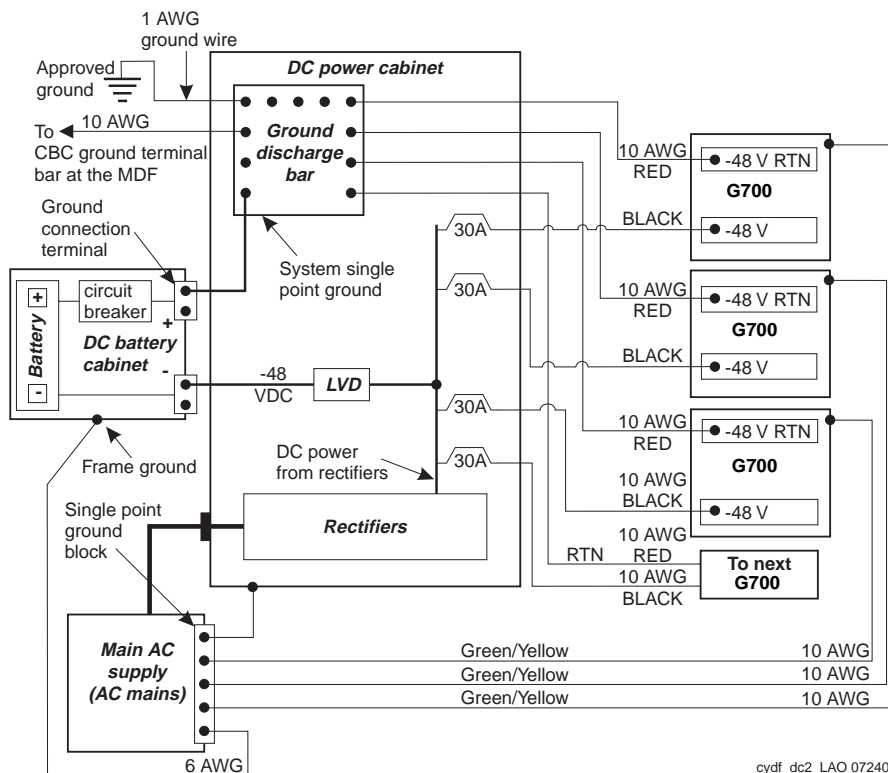 1 AWG
ground wire
Approved
ground
DC power cabinet
To
10 AWG
CBC ground terminal
bar at the MDF
Ground
discharge
bar
10 AWG
RED
-48 V RTN
G700
BLACK
-48 V
Ground
connection
terminal
30A
System single
point ground
circuit
breaker
+
-
Battery
+
-
DC battery
cabinet
30A
10 AWG
RED
-48 V RTN
G700
BLACK
-48 V
-48
VDC
LVD
30A
10 AWG
RED
-48 V RTN
G700
10 AWG
BLACK
-48 V
Frame ground
DC power
from rectifiers
30A
Single point
ground
block
Rectifiers
RTN
10 AWG
RED
10 AWG
BLACK
To next
G700
Main AC
supply
(AC mains)
Green/Yellow
10 AWG
Green/Yellow
10 AWG
Green/Yellow
10 AWG
6 AWG
cydf_dc2 LAO 07240